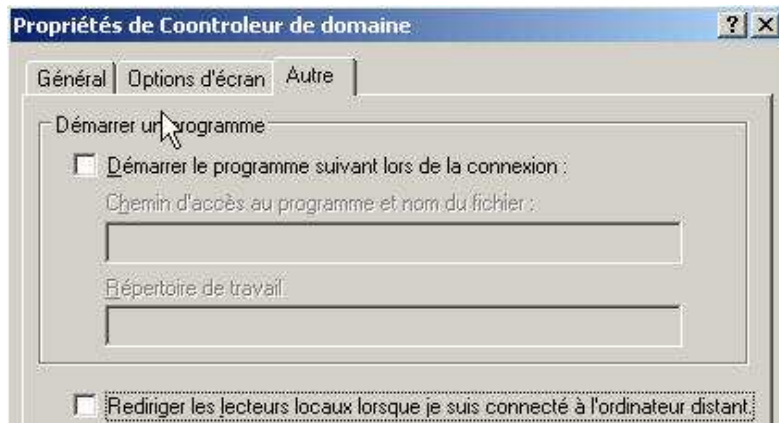 Propriétés de Coontroleur de domaine
Général Options d'écran Autre
Démarrer un programme
Démarrer le programme suivant lors de la connexion :
Chemin d'accès au programme et nom du fichier :
Répertoire de travail
Rediriger les lecteurs locaux lorsque je suis connecté à l'ordinateur distant.